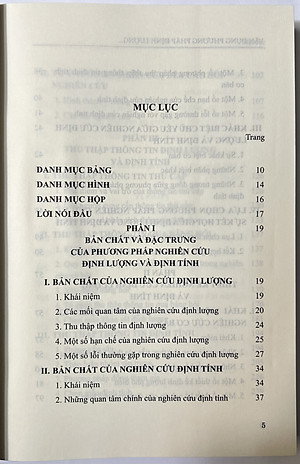 MỤC LỤC
Trang
DANH MỤC BẢNG 10
DANH MỤC HÌNH 14
DANH MỤC HỘP 16
LỜI NÓI ĐẦU 17
PHẦN I 19
BẢN CHẤT VÀ ĐẶC TRƯNG
CỦA PHƯƠNG PHÁP NGHIÊN CỨU
ĐỊNH LƯỢNG VÀ ĐỊNH TÍNH
I. BẢN CHẤT CỦA NGHIÊN CỨU ĐỊNH LƯỢNG 19
1. Khái niệm 19
2. Các mối quan tâm của nghiên cứu định lượng 20
3. Thu thập thông tin định lượng 24
4. Một số hạn chế của nghiên cứu định lượng 25
5. Một số lỗi thường gặp trong nghiên cứu định lượng 27
II. BẢN CHẤT CỦA NGHIÊN CỨU ĐỊNH TÍNH 34
1. Khái niệm 34
2. Những quan tâm chính của nghiên cứu định tính 37
5